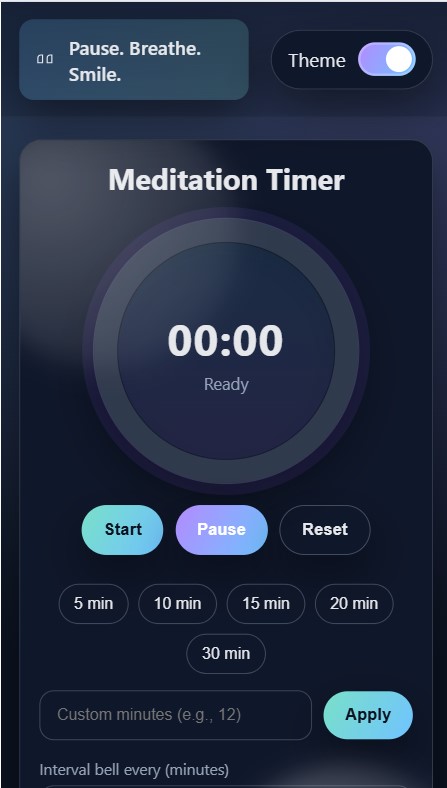 Pause. Breathe.
Smile.
Theme
Meditation Timer
00:00
Ready
Start Pause Reset
5 min 10 min 15 min 20 min
30 min
Custom minutes (e.g., 12) Apply
Interval bell every (minutes)